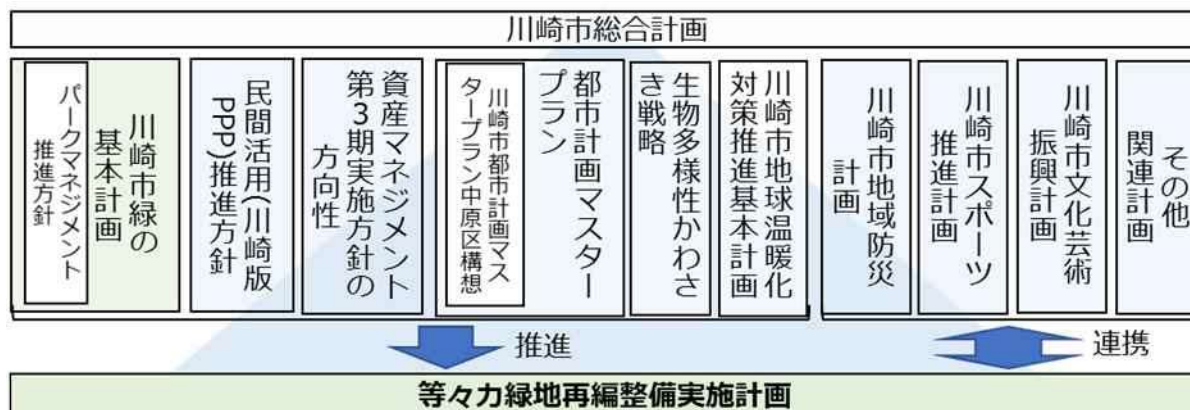 川崎市総合計画
川崎市緑の
基本計画
パークマネジメント
推進方針
民間活用(川崎版
PPP)推進方針
資産マネジメント
第3期実施方針の
方向性
都市計画マスター
プラン
川崎市都市計画マス
タープラン中原区構想
生物多様性かわさ
き戦略
川崎市地球温暖化
対策推進基本計画
川崎市地域防災
計画
川崎市スポーツ
推進計画
川崎市文化芸術
振興計画
その他
関連計画
推進
連携
等々力緑地再編整備実施計画